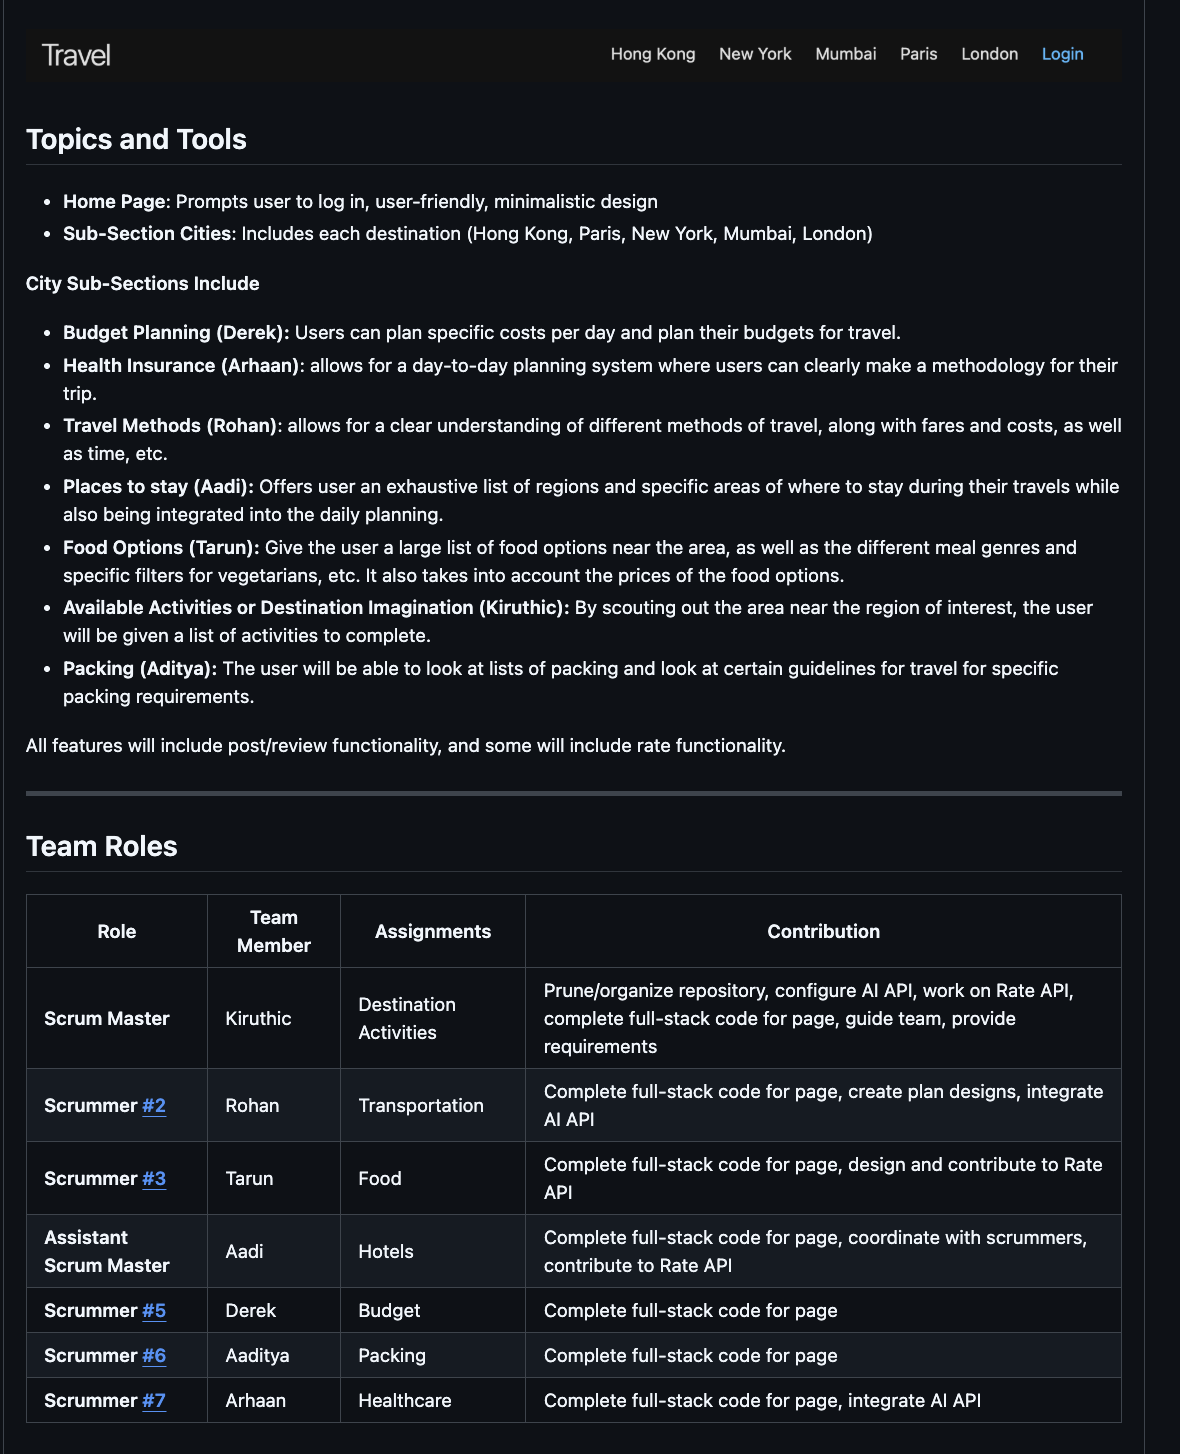 Travel
Hong Kong New York Mumbai Paris London Login
Topics and Tools
• Home Page: Prompts user to log in, user-friendly, minimalistic design
• Sub-Section Cities: Includes each destination (Hong Kong, Paris, New York, Mumbai, London)
City Sub-Sections Include
• Budget Planning (Derek): Users can plan specific costs per day and plan their budgets for travel.
• Health Insurance (Arhaan): allows for a day-to-day planning system where users can clearly make a methodology for their
trip.
• Travel Methods (Rohan): allows for a clear understanding of different methods of travel, along with fares and costs, as well
as time, etc.
• Places to stay (Aadi): Offers user an exhaustive list of regions and specific areas of where to stay during their travels while
also being integrated into the daily planning.
• Food Options (Tarun): Give the user a large list of food options near the area, as well as the different meal genres and
specific filters for vegetarians, etc. It also takes into account the prices of the food options.
• Available Activities or Destination Imagination (Kiruthic): By scouting out the area near the region of interest, the user
will be given a list of activities to complete.
• Packing (Aditya): The user will be able to look at lists of packing and look at certain guidelines for travel for specific
packing requirements.
All features will include post/review functionality, and some will include rate functionality.
Team Roles
Role
Team
Member
Assignments
Contribution
Scrum Master
Kiruthic
Destination
Activities
Prune/organize repository, configure AI API, work on Rate API,
complete full-stack code for page, guide team, provide
requirements
Scrummer #2
Rohan
Transportation
Complete full-stack code for page, create plan designs, integrate
AI API
Scrummer #3
Tarun
Food
Complete full-stack code for page, design and contribute to Rate
API
Assistant
Scrum Master
Aadi
Hotels
Complete full-stack code for page, coordinate with scrummers,
contribute to Rate API
Scrummer #5
Derek
Budget
Complete full-stack code for page
Scrummer #6
Aaditya
Packing
Complete full-stack code for page
Scrummer #7
Arhaan
Healthcare
Complete full-stack code for page, integrate AI API